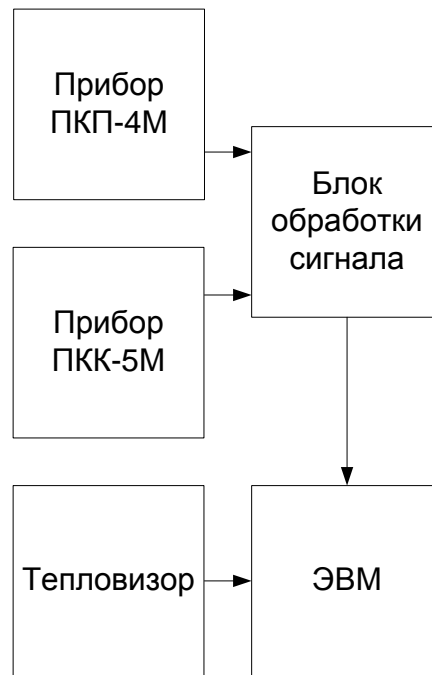 Прибор
ПКП-4М
Блок
обработки
сигнала
Прибор
ПКК-5М
Тепловизор
ЭВМ